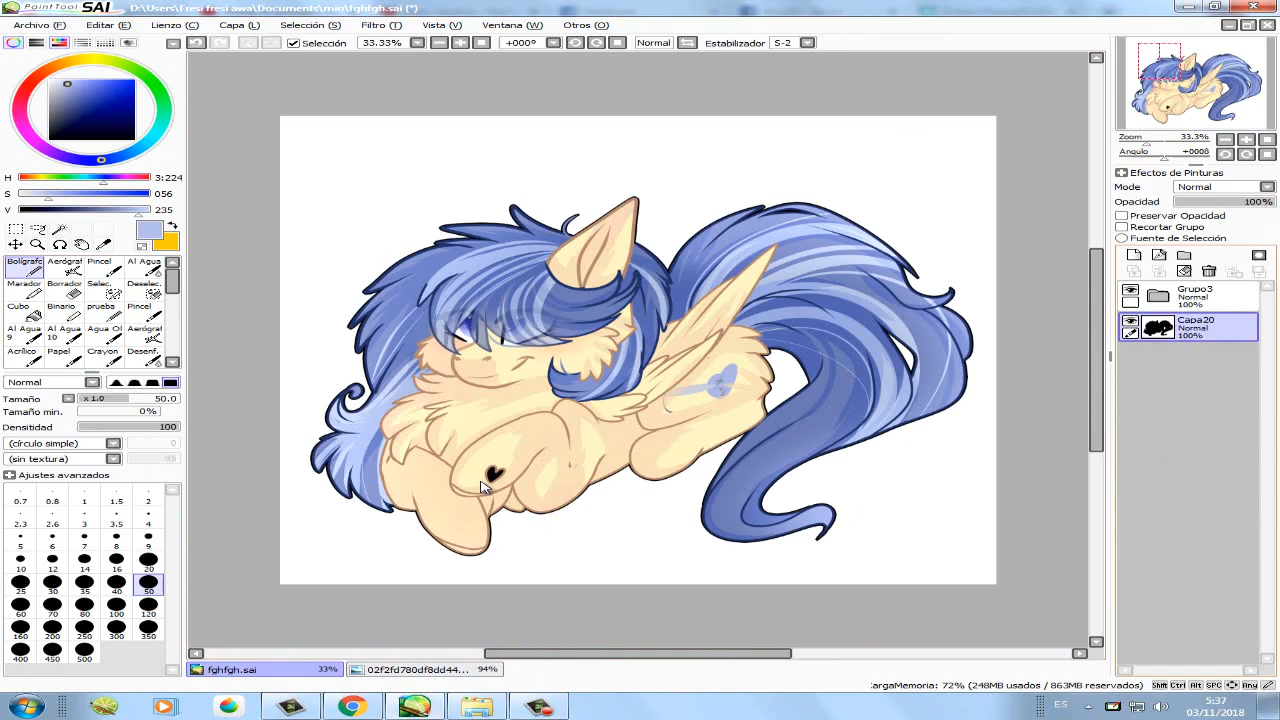 PaintTool SAI D:\Users\Fresi fresi awa\Documents\mio\fghfgh.sai (*)
Archivo (F) Editar (E) Lienzo (C) Capa (L) Selección (S) Filtro (T) Vista (V) Ventana (W) Otros (O)
Selección 33.33% +000° Normal Estabilizador S-2
H 3:224
S 056
V 235
Bolígrafo Aerógraf Pincel Al Agua
Marador Borrador Selec. Deselec.
Cubo Binario prueba Pincel
Al Agua 9 Al Agua 10 Agua Ol Aerógraf
Acrílico Papel Crayon Desenf.
Normal
Tamaño x 1.0 50.0
Tamaño min. 0%
Densidad 100
(círculo simple) 0
(sin textura) 95
Ajustes avanzados
0.7 0.8 1 1.5 2
2.3 2.6 3 3.5 4
5 6 7 8 9
10 12 14 16 20
25 30 35 40 50
60 70 80 100 120
160 200 250 300 350
400 450 500
Zoom 33.3%
Angulo +000ß
Efectos de Pinturas
Mode Normal
Opacidad 100%
Preservar Opacidad
Recortar Grupo
Fuente de Selección
Grupo3
Normal
100%
Capa20
Normal
100%
fghfgh.sai 33% 02f2fd780df8dd44... 94%
cargaMemoria: 72% (248MB usados / 863MB reservados) Shift Ctrl Alt SPC Any
ES 5:37
03/11/2018